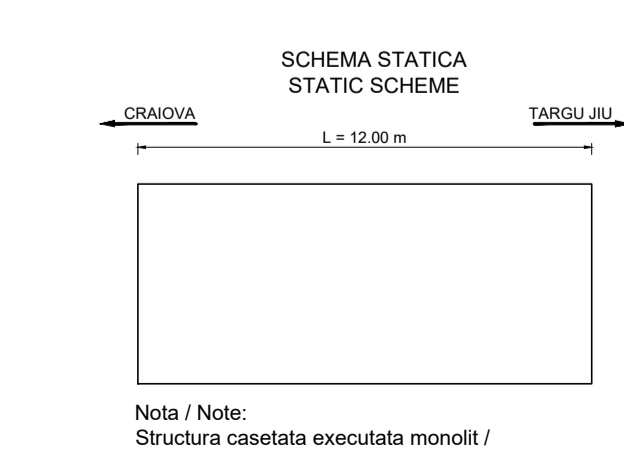 SCHEMA STATICA
STATIC SCHEME
CRAIOVA TARGU JIU
L = 12.00 m
Nota / Note:
Structura casetata executata monolit /